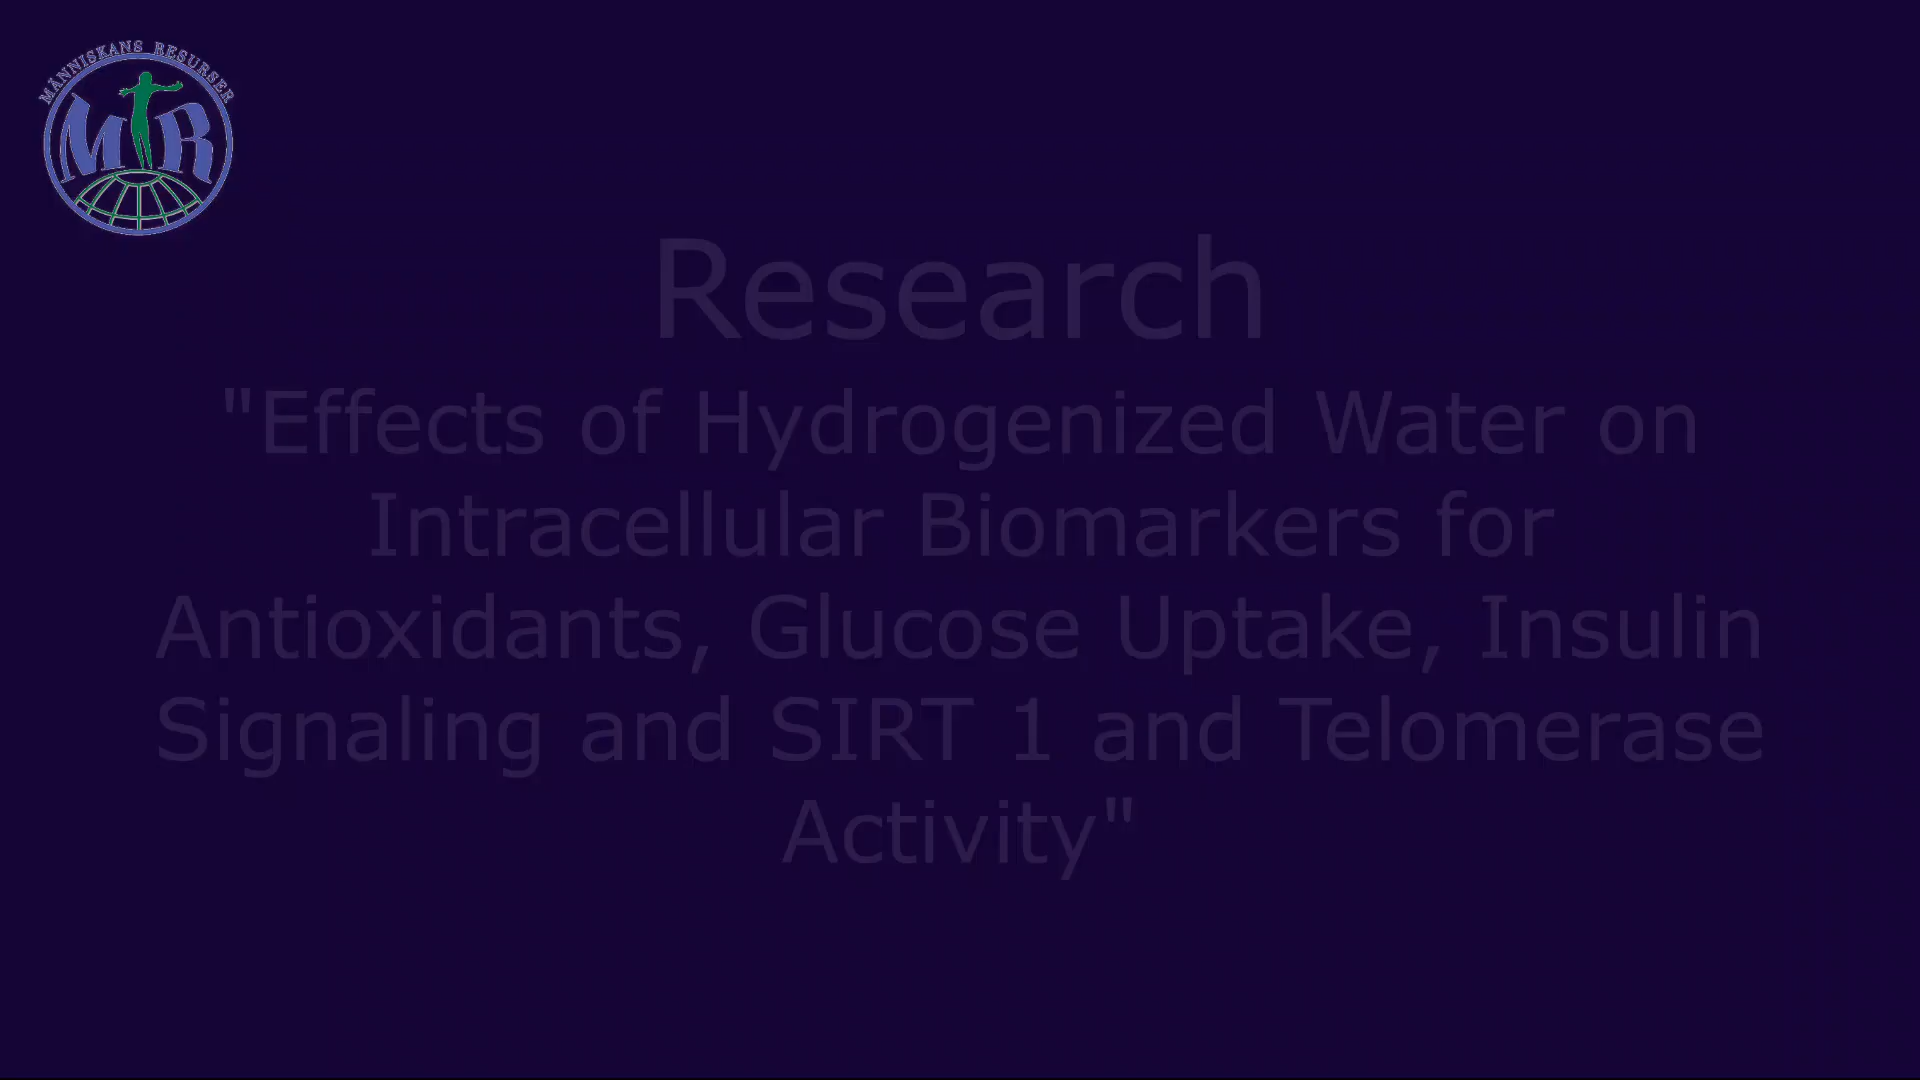 MÄNNISKANS RESURSER
MR
Research
"Effects of Hydrogenized Water on
Intracellular Biomarkers for
Antioxidants, Glucose Uptake, Insulin
Signaling and SIRT 1 and Telomerase
Activity"